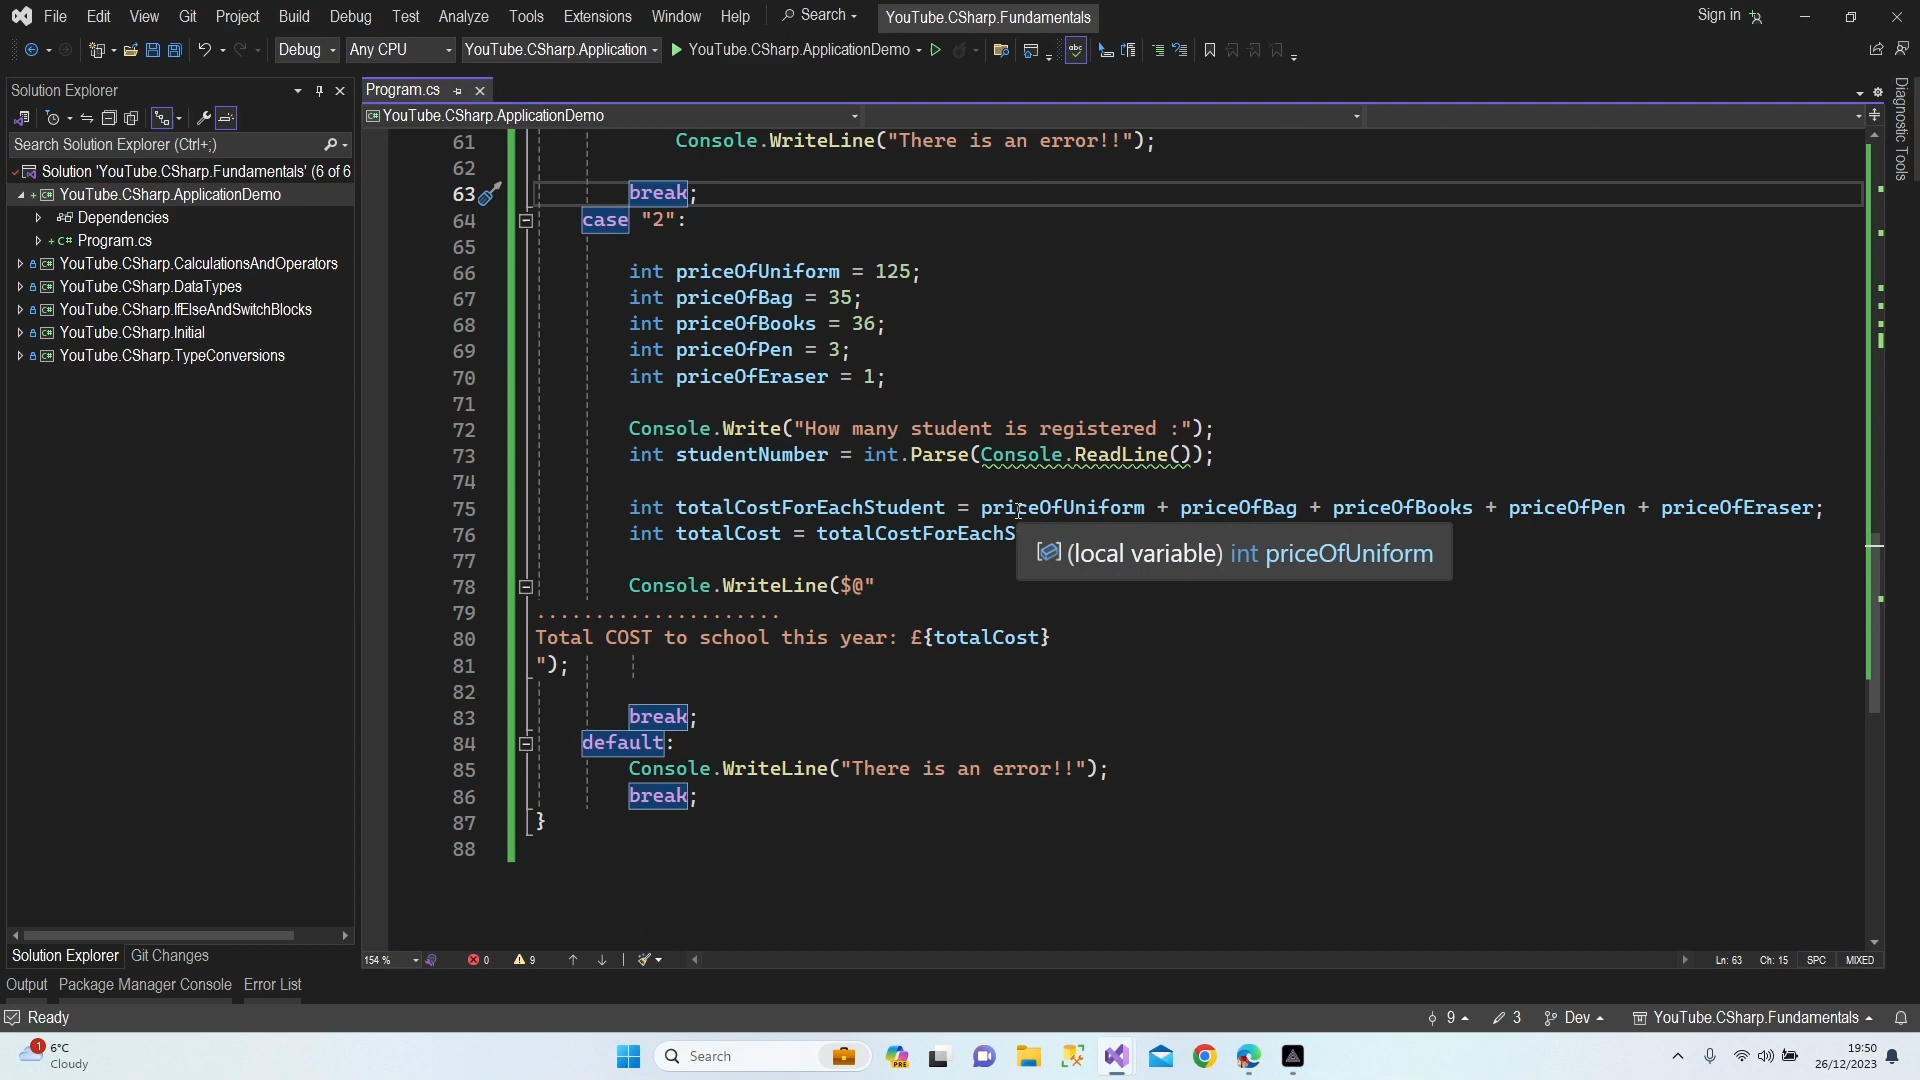 File Edit View Git Project Build Debug Test Analyze Tools Extensions Window Help Search YouTube.CSharp.Fundamentals Sign in
Debug Any CPU YouTube.CSharp.Application YouTube.CSharp.ApplicationDemo
Solution Explorer
Search Solution Explorer (Ctrl+;)
Solution 'YouTube.CSharp.Fundamentals' (6 of 6
YouTube.CSharp.ApplicationDemo
Dependencies
Program.cs
YouTube.CSharp.CalculationsAndOperators
YouTube.CSharp.DataTypes
YouTube.CSharp.IfElseAndSwitchBlocks
YouTube.CSharp.Initial
YouTube.CSharp.TypeConversions
Solution Explorer Git Changes
Program.cs
YouTube.CSharp.ApplicationDemo
61 Console.WriteLine("There is an error!!");
62
63 break;
64 case "2":
65
66 int priceOfUniform = 125;
67 int priceOfBag = 35;
68 int priceOfBooks = 36;
69 int priceOfPen = 3;
70 int priceOfEraser = 1;
71
72 Console.Write("How many student is registered :");
73 int studentNumber = int.Parse(Console.ReadLine());
74
75 int totalCostForEachStudent = priceOfUniform + priceOfBag + priceOfBooks + priceOfPen + priceOfEraser;
76 int totalCost = totalCostForEachS
(local variable) int priceOfUniform
77
78 Console.WriteLine($@"
79 .....................
80 Total COST to school this year: £{totalCost}
81 ");
82
83 break;
84 default:
85 Console.WriteLine("There is an error!!");
86 break;
87 }
88
154 % 0 9 Ln: 63 Ch: 15 SPC MIXED
Diagnostic Tools
Output Package Manager Console Error List
Ready 9 3 Dev YouTube.CSharp.Fundamentals
1
6°C
Cloudy
Search
PRE
19:50
26/12/2023